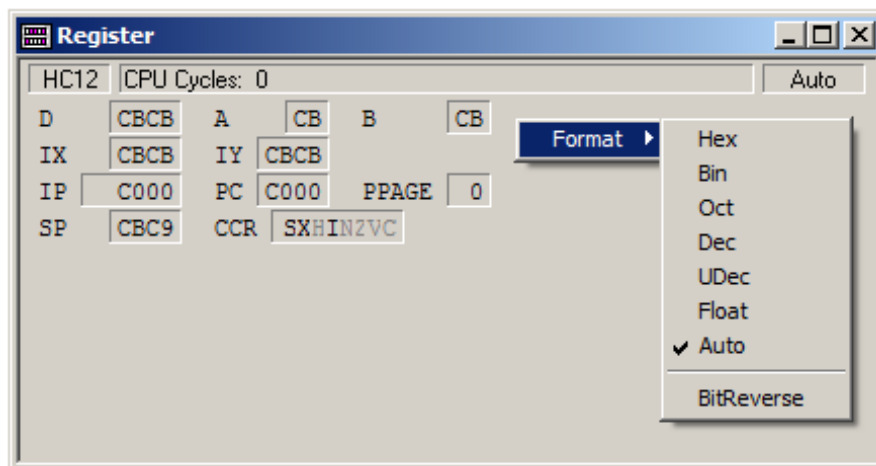 Register
HC12 CPU Cycles: 0 Auto
D CBCB A CB B CB
IX CBCB IY CBCB
IP C000 PC C000 PPAGE 0
SP CBC9 CCR SXHINZVC
Format
Hex
Bin
Oct
Dec
UDec
Float
Auto
BitReverse